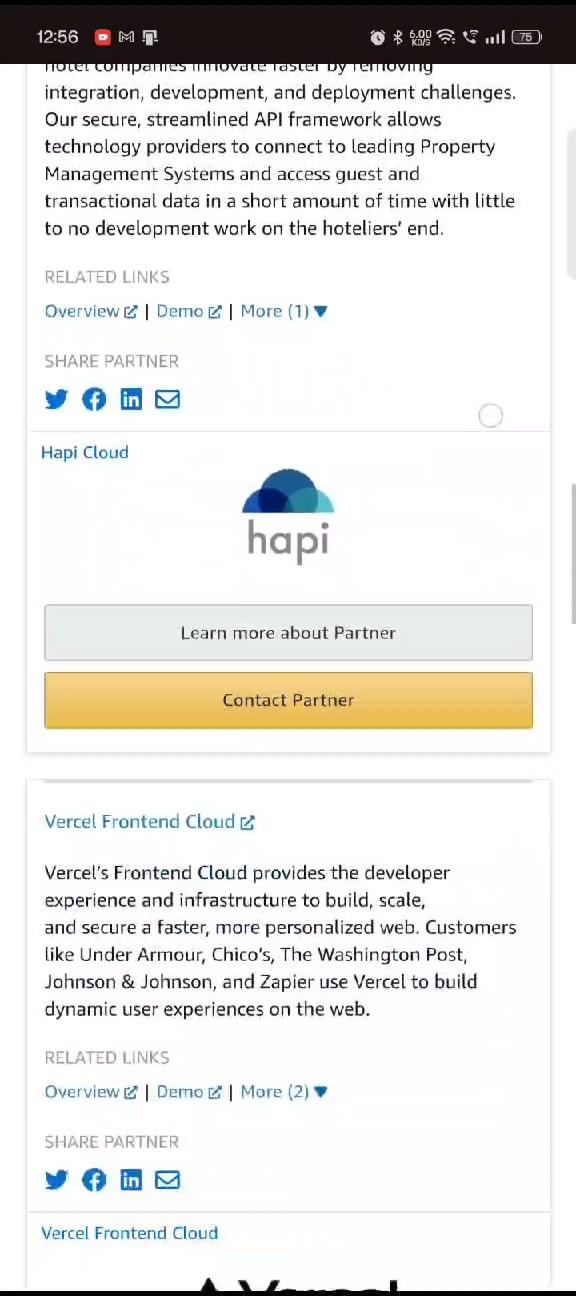 12:56
6.00
KB/S
75
hotel companies innovate faster by removing
integration, development, and deployment challenges.
Our secure, streamlined API framework allows
technology providers to connect to leading Property
Management Systems and access guest and
transactional data in a short amount of time with little
to no development work on the hoteliers’ end.
RELATED LINKS
Overview | Demo | More (1) ▼
SHARE PARTNER
Hapi Cloud
hapi
Learn more about Partner
Contact Partner
Vercel Frontend Cloud
Vercel’s Frontend Cloud provides the developer
experience and infrastructure to build, scale,
and secure a faster, more personalized web. Customers
like Under Armour, Chico’s, The Washington Post,
Johnson & Johnson, and Zapier use Vercel to build
dynamic user experiences on the web.
RELATED LINKS
Overview | Demo | More (2) ▼
SHARE PARTNER
Vercel Frontend Cloud
Vercel